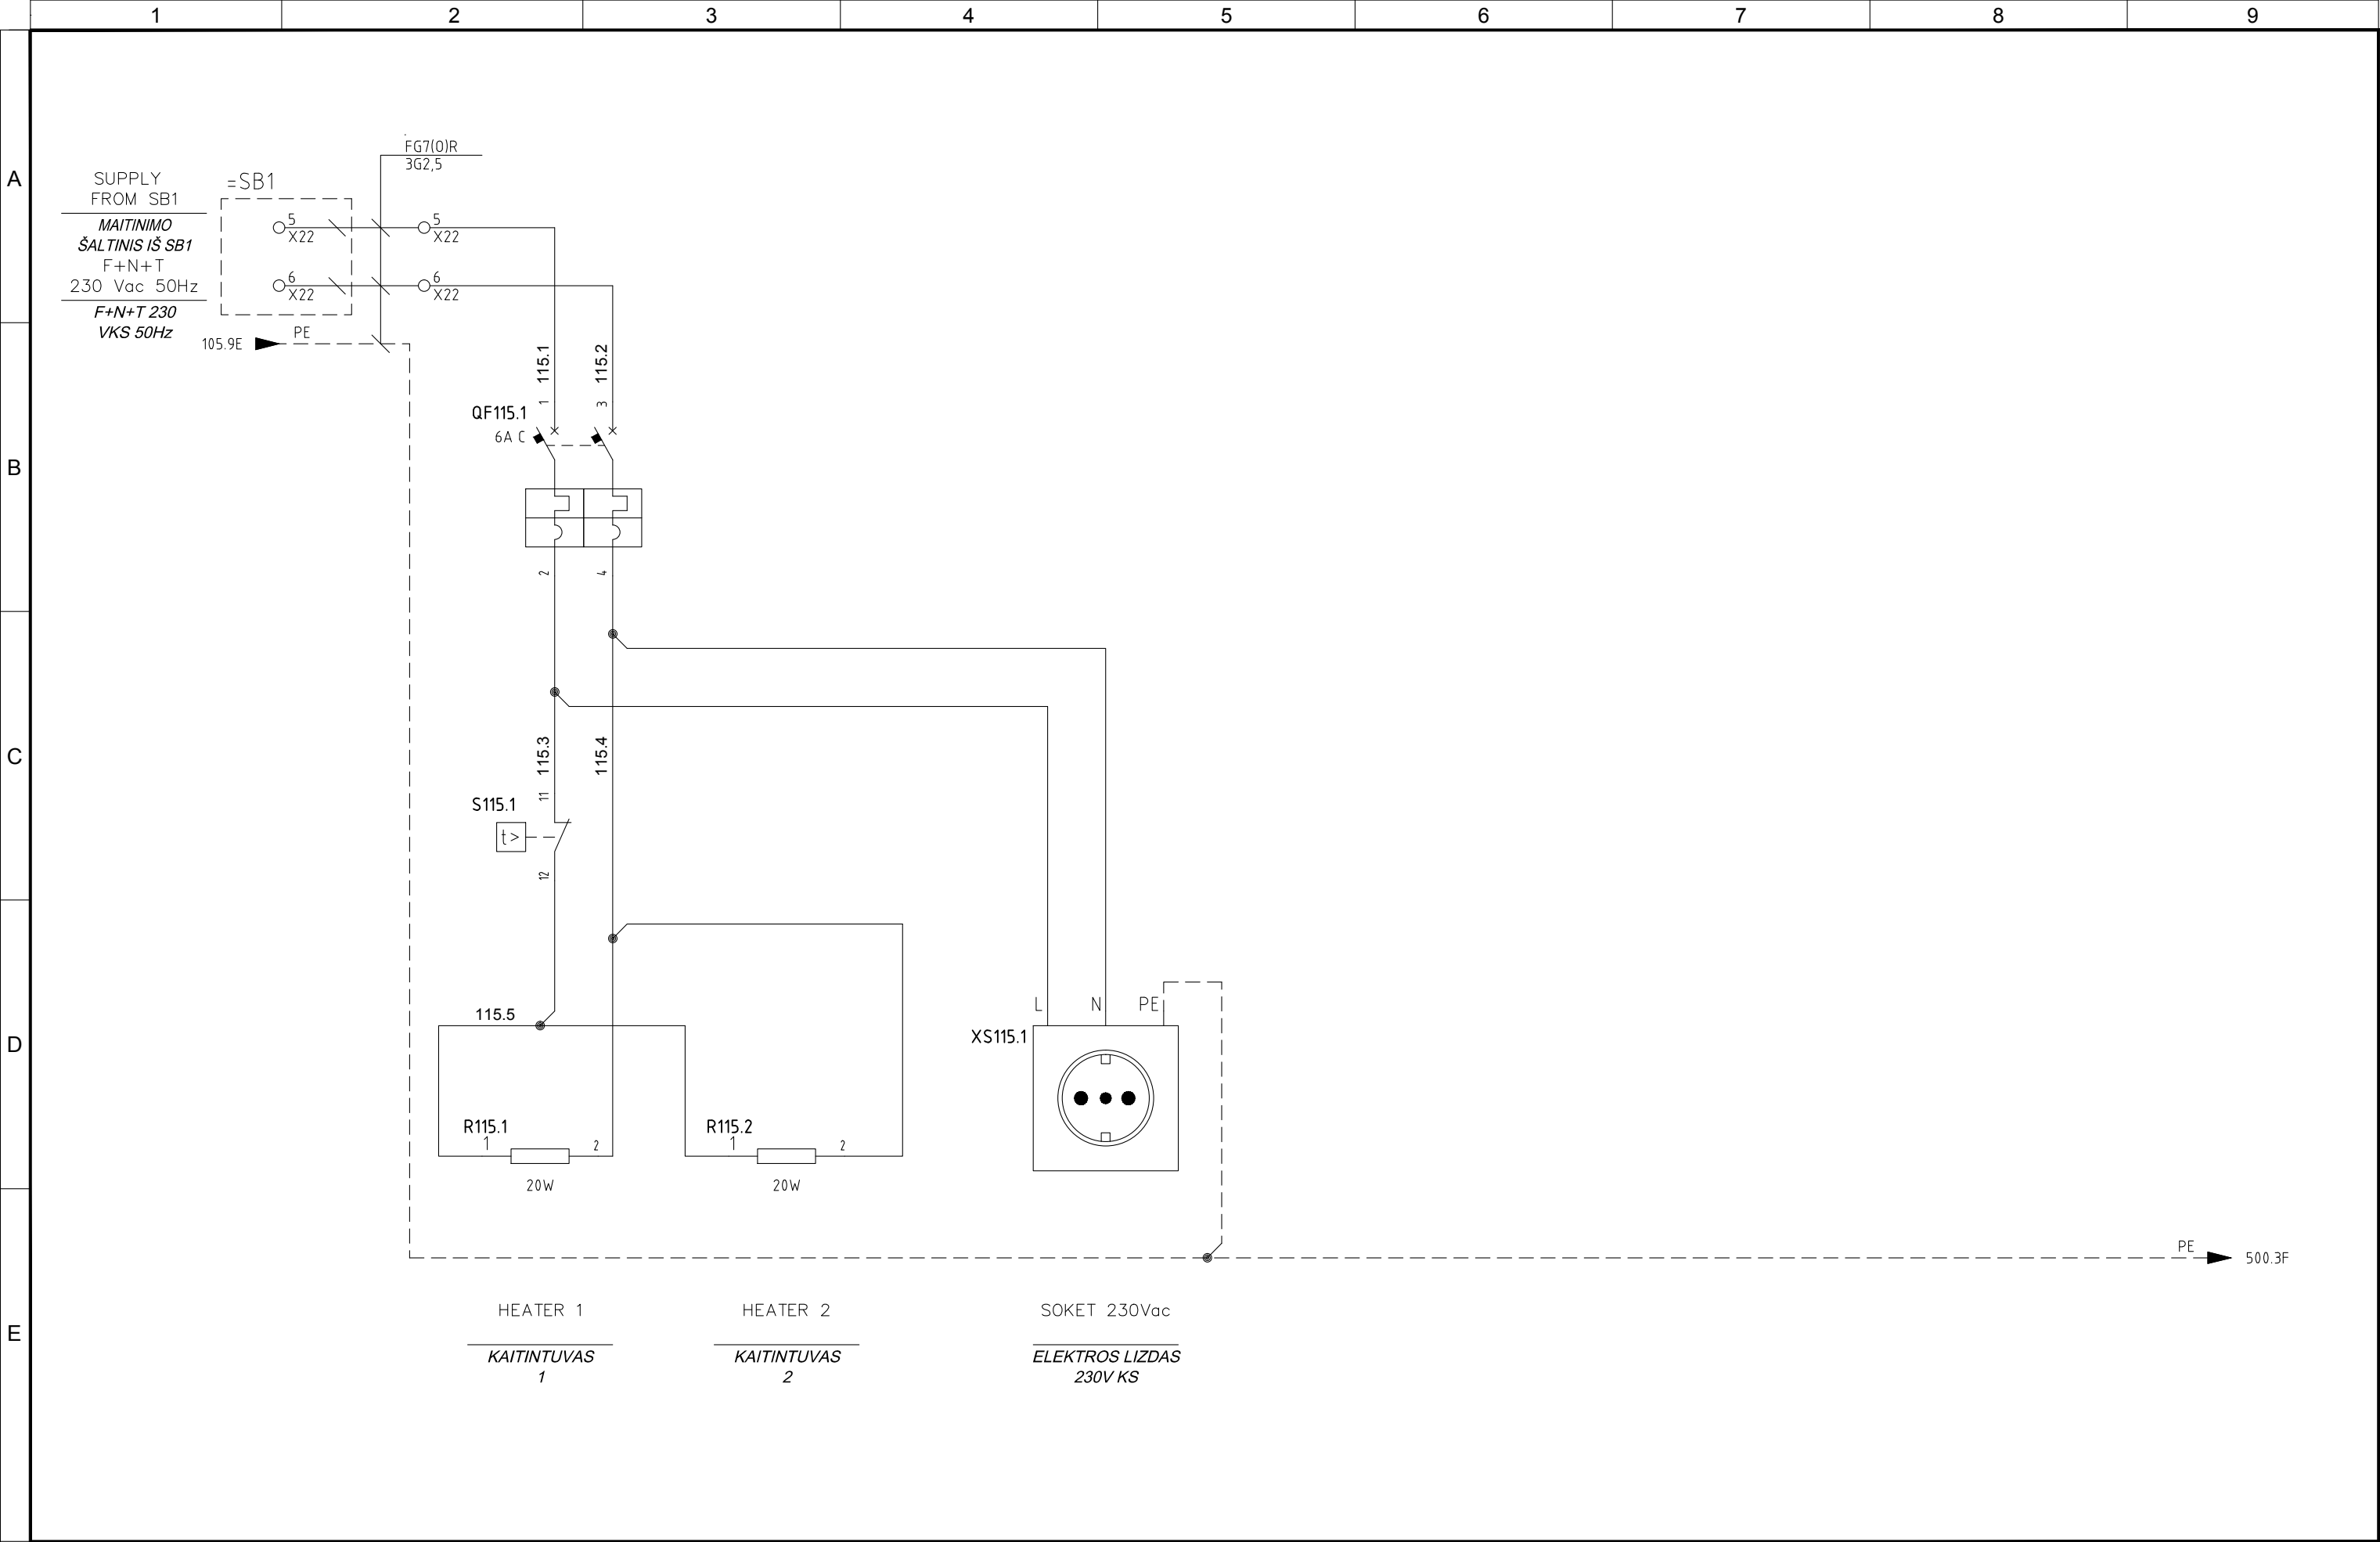 1 2 3 4 5 6 7 8 9
A
B
C
D
E
FG7(0)R
3G2,5
SUPPLY
FROM SB1
MAITINIMO
ŠALTINIS IŠ SB1
F+N+T
230 Vac 50Hz
F+N+T 230
VKS 50Hz
=SB1
5
X22
5
X22
6
X22
6
X22
105.9E
PE
115.1
115.2
1
3
QF115.1
6A C
2
4
115.3
115.4
S115.1
11
t>
12
115.5
L N PE
XS115.1
R115.1
1
2
20W
R115.2
1
2
20W
PE
500.3F
HEATER 1
KAITINTUVAS
1
HEATER 2
KAITINTUVAS
2
SOKET 230Vac
ELEKTROS LIZDAS
230V KS